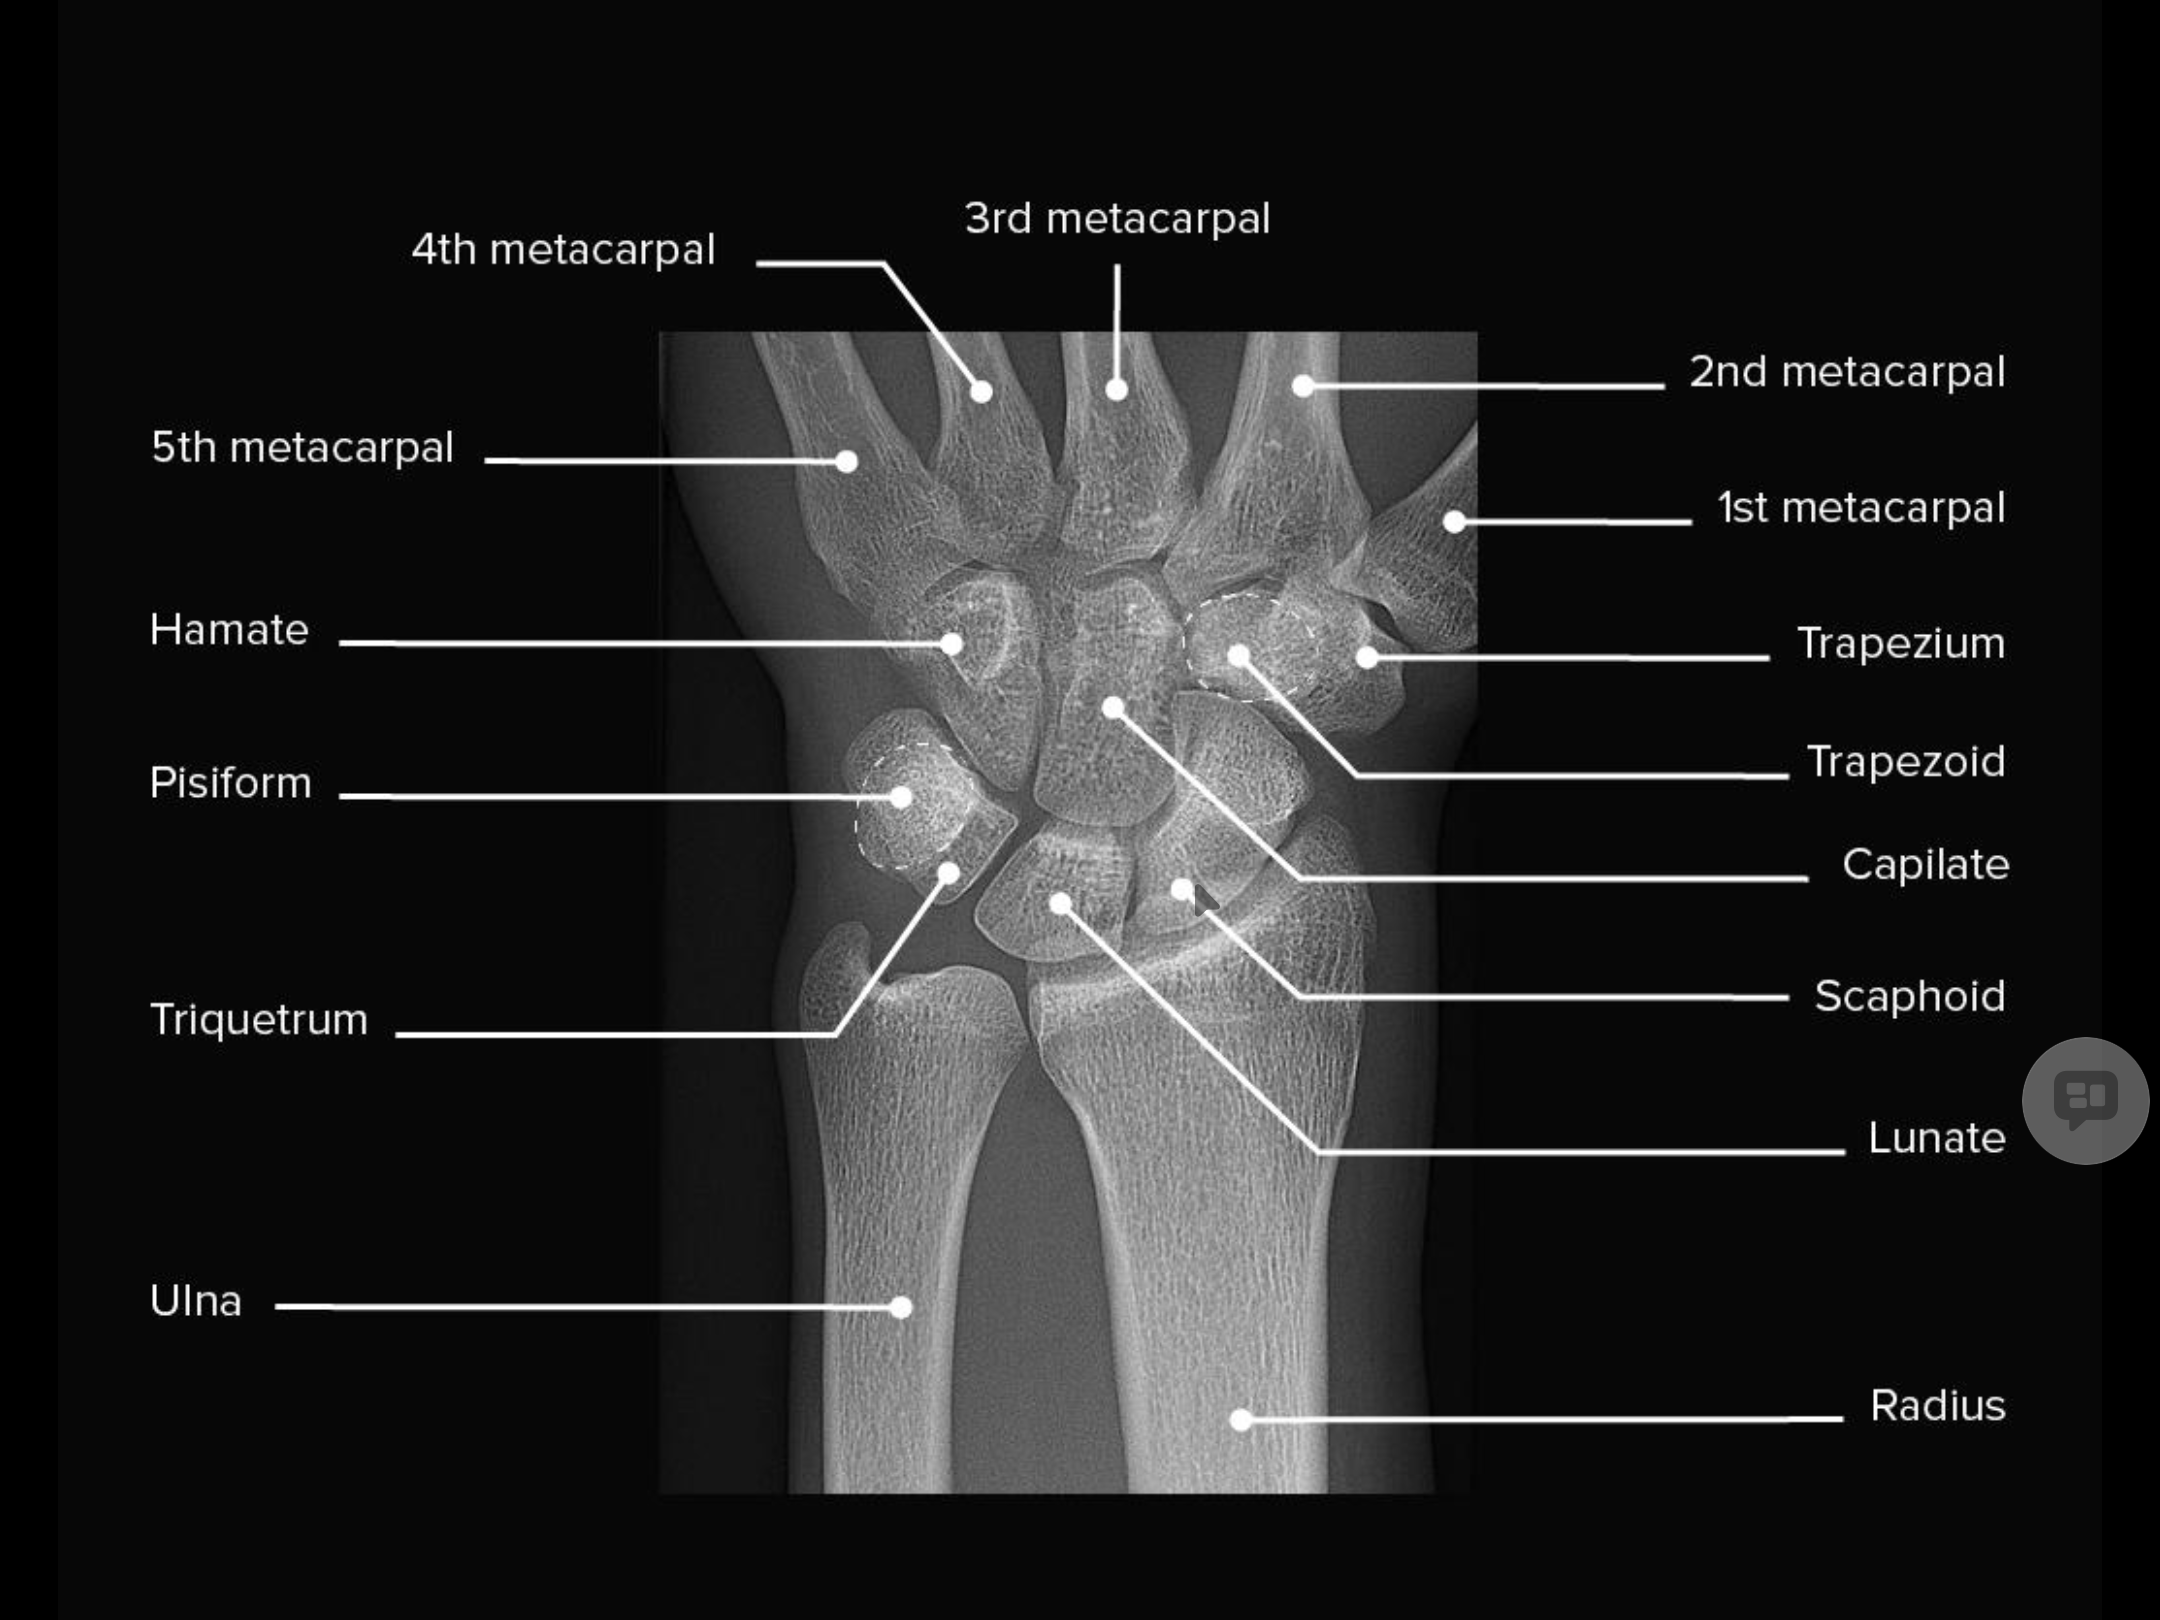 3rd metacarpal
4th metacarpal
2nd metacarpal
5th metacarpal
1st metacarpal
Hamate
Trapezium
Trapezoid
Pisiform
Capilate
Scaphoid
Triquetrum
Lunate
Ulna
Radius